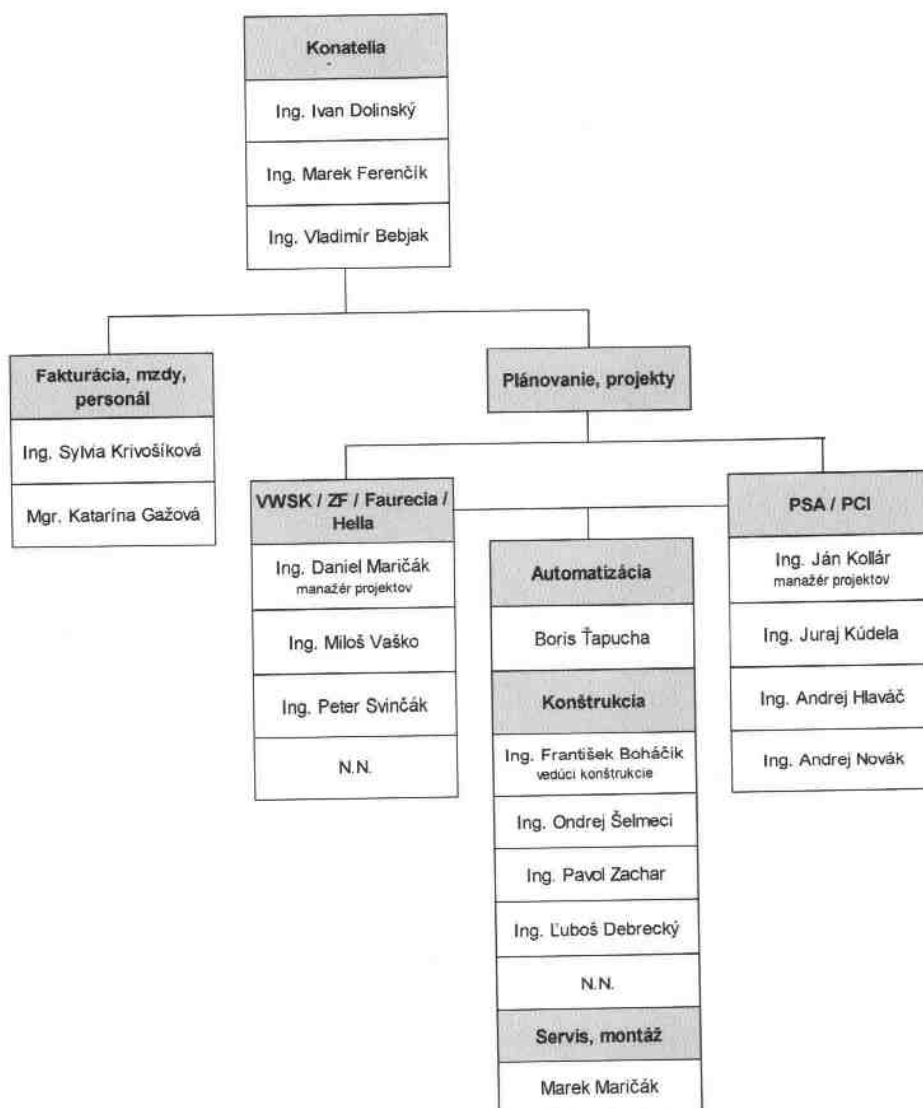 Konatelia
Ing. Ivan Dolinský
Ing. Marek Ferenčík
Ing. Vladimír Bebjak
Fakturácia, mzdy,
personál
Ing. Sylvia Krivošíková
Mgr. Katarína Gažová
Plánovanie, projekty
VWSK / ZF / Faurecia /
Hella
Ing. Daniel Maričák
manažér projektov
Ing. Miloš Vaško
Ing. Peter Svinčák
N.N.
Automatizácia
Boris Ťapucha
Konštrukcia
Ing. František Boháčik
vedúci konštrukcie
Ing. Ondrej Šelmeci
Ing. Pavol Zachar
Ing. Ľuboš Debrecký
N.N.
Servis, montáž
Marek Maričák
PSA / PCI
Ing. Ján Kollár
manažér projektov
Ing. Juraj Kúdela
Ing. Andrej Hlaváč
Ing. Andrej Novák